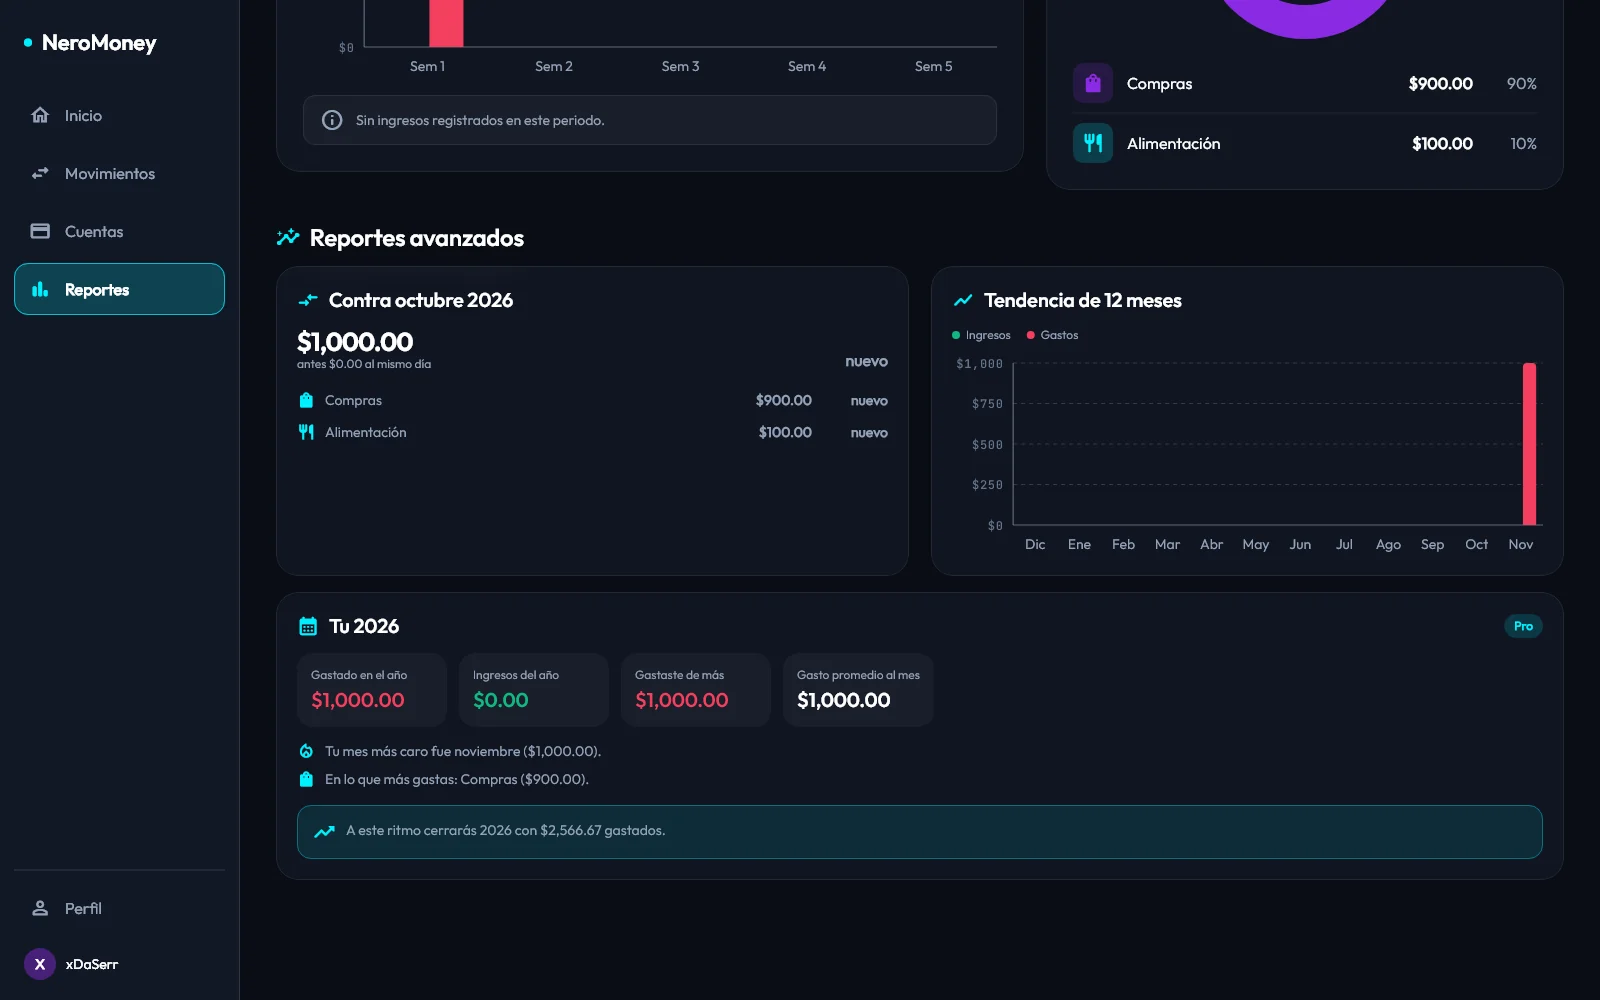 NeroMoney
Inicio
Movimientos
Cuentas
Reportes
Perfil
X xDaSerr
$0
Sem 1 Sem 2 Sem 3 Sem 4 Sem 5
Sin ingresos registrados en este periodo.
Compras $900.00 90%
Alimentación $100.00 10%
Reportes avanzados
Contra octubre 2026
$1,000.00
antes $0.00 al mismo día
nuevo
Compras $900.00 nuevo
Alimentación $100.00 nuevo
Tendencia de 12 meses
Ingresos Gastos
$1,000
$750
$500
$250
$0
Dic Ene Feb Mar Abr May Jun Jul Ago Sep Oct Nov
Tu 2026
Pro
Gastado en el año
$1,000.00
Ingresos del año
$0.00
Gastaste de más
$1,000.00
Gasto promedio al mes
$1,000.00
Tu mes más caro fue noviembre ($1,000.00).
En lo que más gastas: Compras ($900.00).
A este ritmo cerrarás 2026 con $2,566.67 gastados.